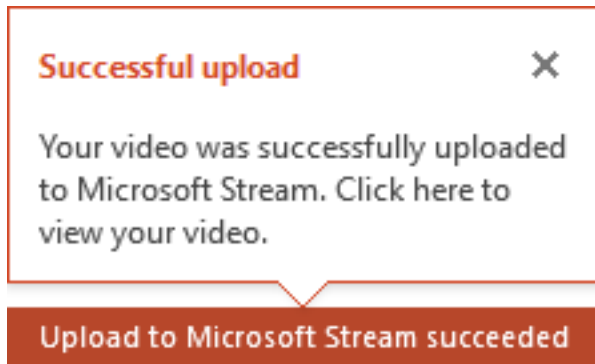 Successful upload
Your video was successfully uploaded
to Microsoft Stream. Click here to
view your video.
Upload to Microsoft Stream succeeded